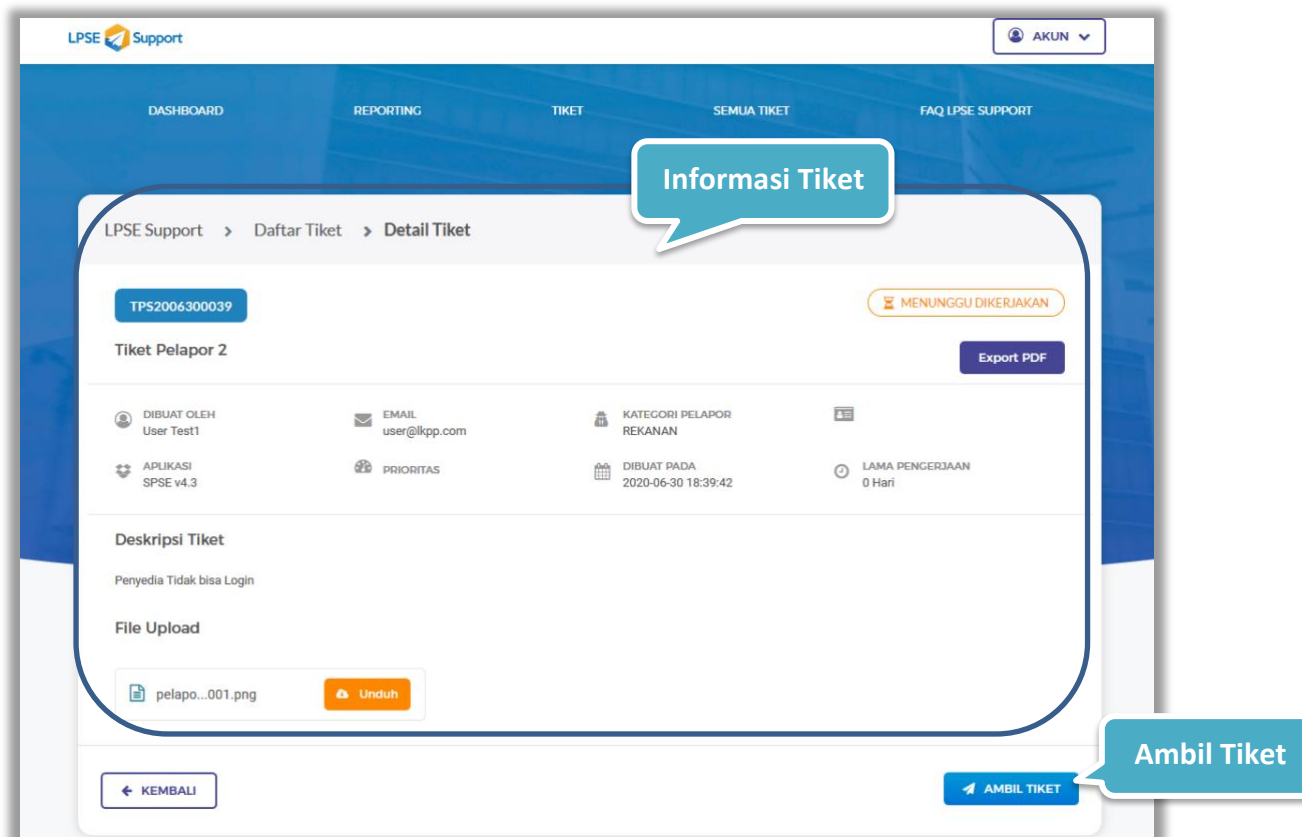 LPSE Support
AKUN
DASHBOARD REPORTING TIKET SEMUA TIKET FAQ LPSE SUPPORT
Informasi Tiket
LPSE Support > Daftar Tiket > Detail Tiket
TPS2006300039 MENUNGGU DIKERJAKAN
Tiket Pelapor 2 Export PDF
DIBUAT OLEH EMAIL KATEGORI PELAPOR
User Test1 user@lkpp.com REKANAN
APLIKASI PRIORITAS DIBUAT PADA LAMA PENGERJAAN
SPSE v4.3 2020-06-30 18:39:42 0 Hari
Deskripsi Tiket
Penyedia Tidak bisa Login
File Upload
pelapo...001.png Unduh
Ambil Tiket
KEMBALI AMBIL TIKET